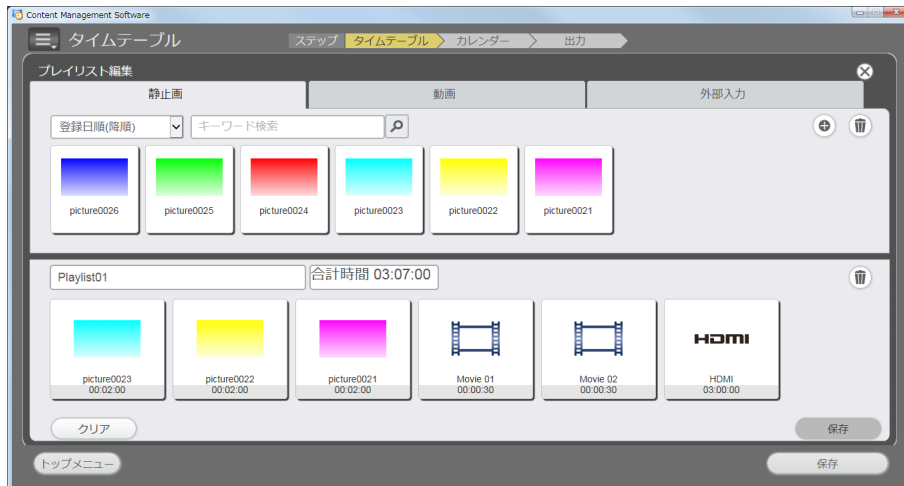 Content Management Software
タイムテーブル
ステップ タイムテーブル カレンダー 出力
プレイリスト編集
静止画 動画 外部入力
登録日順(降順) キーワード検索
picture0026 picture0025 picture0024 picture0023 picture0022 picture0021
Playlist01 合計時間 03:07:00
HDMI
picture0023 picture0022 picture0021 Movie 01 Movie 02 HDMI
00:02:00 00:02:00 00:02:00 00:00:30 00:00:30 03:00:00
クリア 保存
トップメニュー 保存